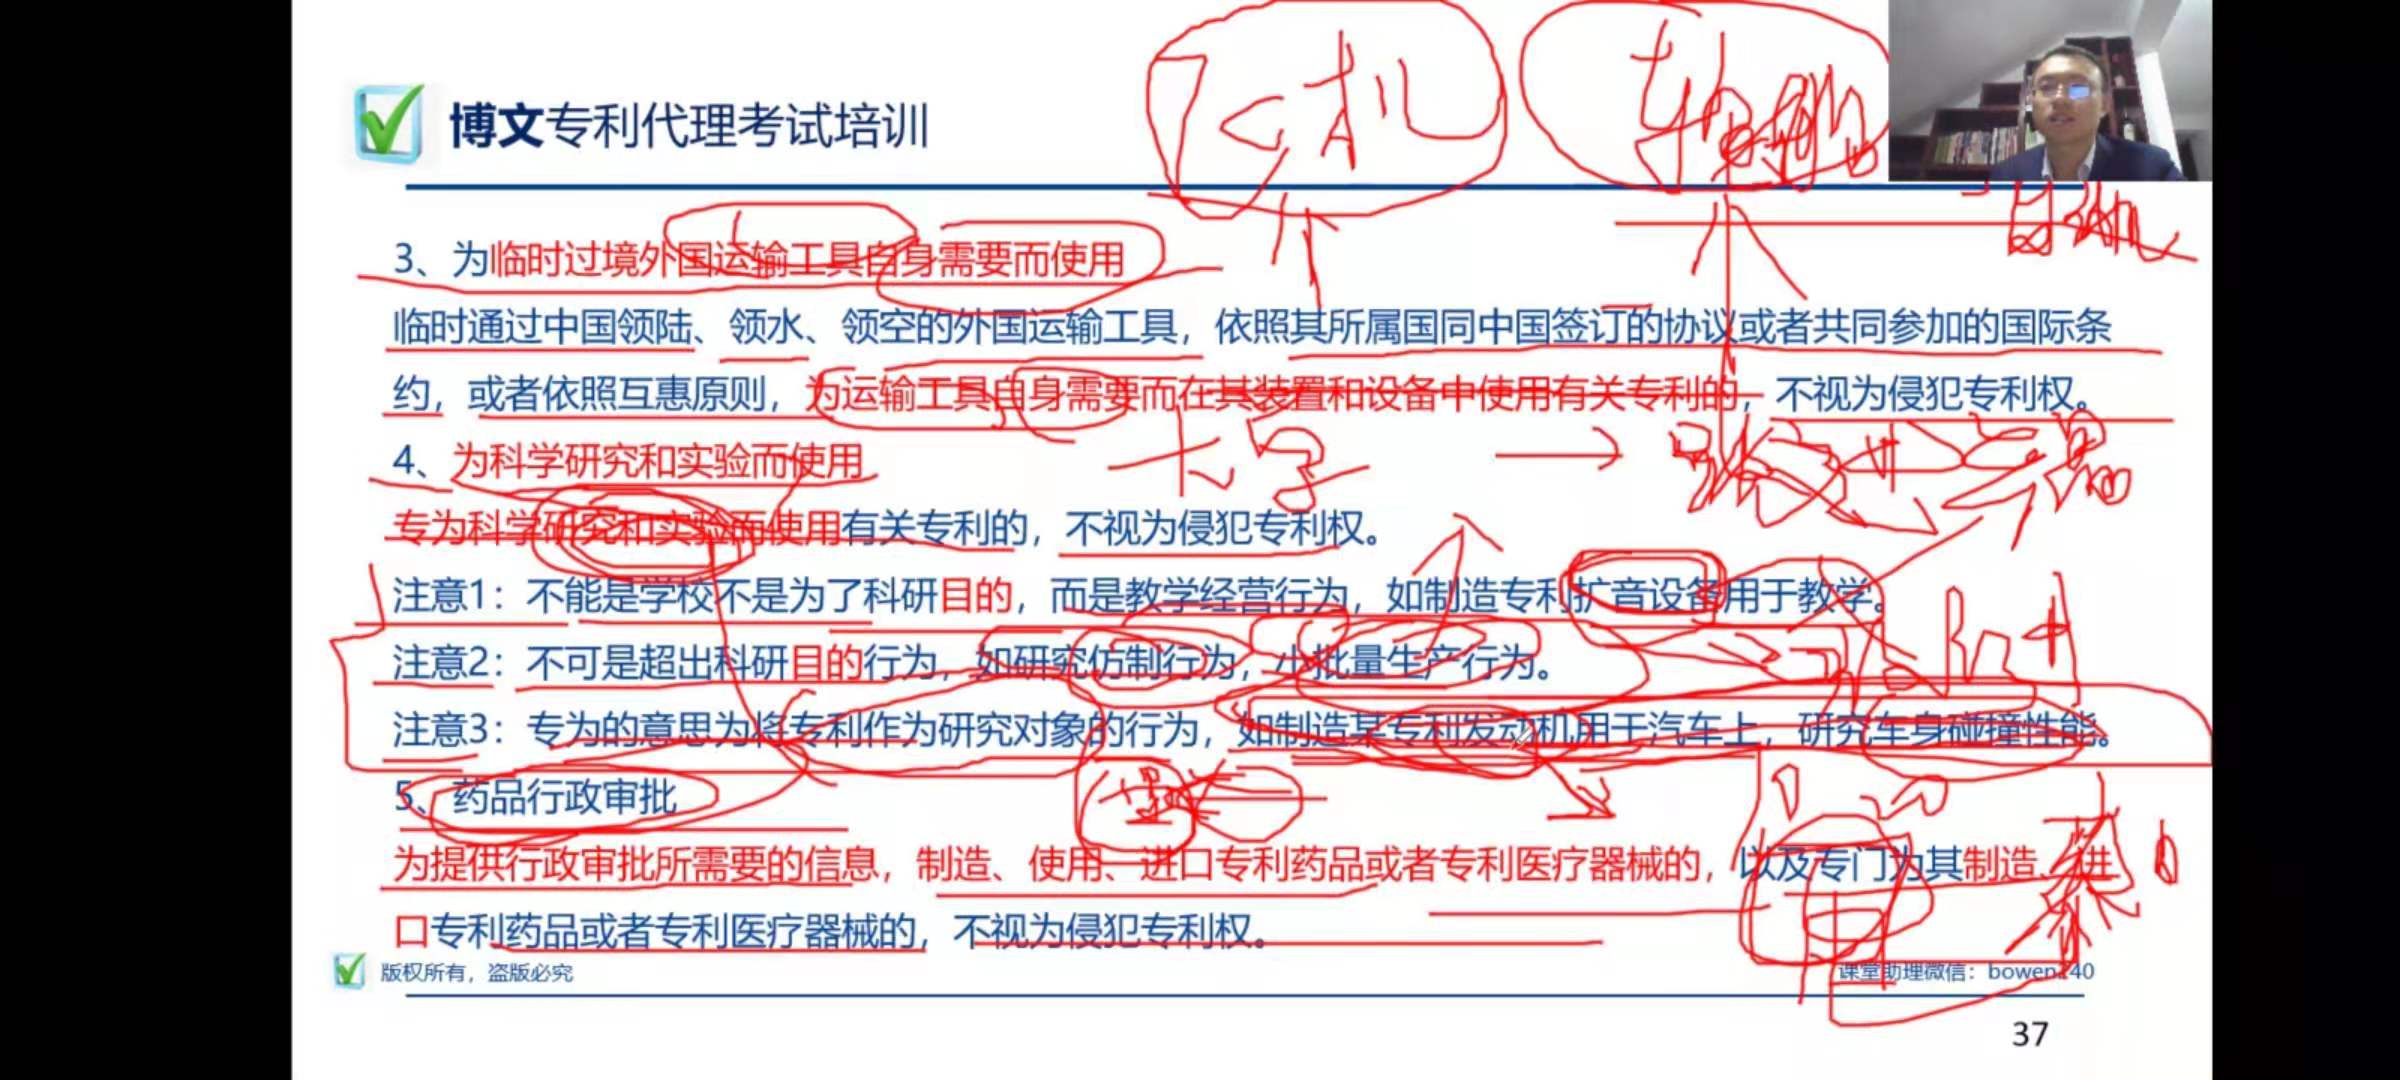 飞机
博文专利代理考试培训
3、为临时过境外国运输工具自身需要而使用
临时通过中国领陆、领水、领空的外国运输工具，依照其所属国同中国签订的协议或者共同参加的国际条
约，或者依照互惠原则，为运输工具自身需要而在其装置和设备中使用有关专利的，不视为侵犯专利权。
4、为科学研究和实验而使用
大学
专为科学研究和实验而使用有关专利的，不视为侵犯专利权。
注意1：不能是学校不是为了科研目的，而是教学经营行为，如制造专利扩音设备用于教学。
注意2：不可是超出科研目的行为，如研究仿制行为，小批量生产行为。
注意3：专为的意思为将专利作为研究对象的行为，如制造某专利发动机用于汽车上，研究车身碰撞性能。
5、药品行政审批
为提供行政审批所需要的信息，制造、使用、进口专利药品或者专利医疗器械的，以及专门为其制造、进
口专利药品或者专利医疗器械的，不视为侵犯专利权。
版权所有，盗版必究
课堂助理微信：bowen240
37